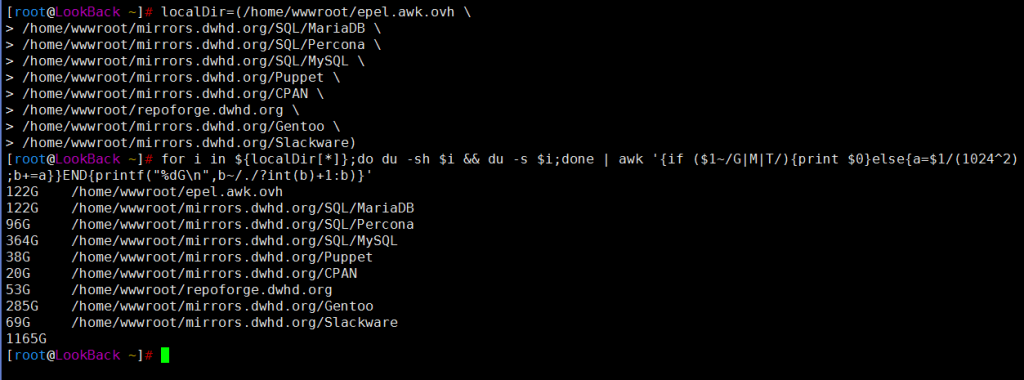 [root@LookBack ~]# localDir=(/home/wwwroot/epel.awk.ovh \
> /home/wwwroot/mirrors.dwhd.org/SQL/MariaDB \
> /home/wwwroot/mirrors.dwhd.org/SQL/Percona \
> /home/wwwroot/mirrors.dwhd.org/SQL/MySQL \
> /home/wwwroot/mirrors.dwhd.org/Puppet \
> /home/wwwroot/mirrors.dwhd.org/CPAN \
> /home/wwwroot/repoforge.dwhd.org \
> /home/wwwroot/mirrors.dwhd.org/Gentoo \
> /home/wwwroot/mirrors.dwhd.org/Slackware)
[root@LookBack ~]# for i in ${localDir[*]};do du -sh $i && du -s $i;done | awk '{if ($1~/G|M|T/){print $0}else{a=$1/(1024^2)
;b+=a}}END{printf("%dG\n",b~/./?int(b)+1:b)}'
122G    /home/wwwroot/epel.awk.ovh
122G    /home/wwwroot/mirrors.dwhd.org/SQL/MariaDB
96G     /home/wwwroot/mirrors.dwhd.org/SQL/Percona
364G    /home/wwwroot/mirrors.dwhd.org/SQL/MySQL
38G     /home/wwwroot/mirrors.dwhd.org/Puppet
20G     /home/wwwroot/mirrors.dwhd.org/CPAN
53G     /home/wwwroot/repoforge.dwhd.org
285G    /home/wwwroot/mirrors.dwhd.org/Gentoo
69G     /home/wwwroot/mirrors.dwhd.org/Slackware
1165G
[root@LookBack ~]#